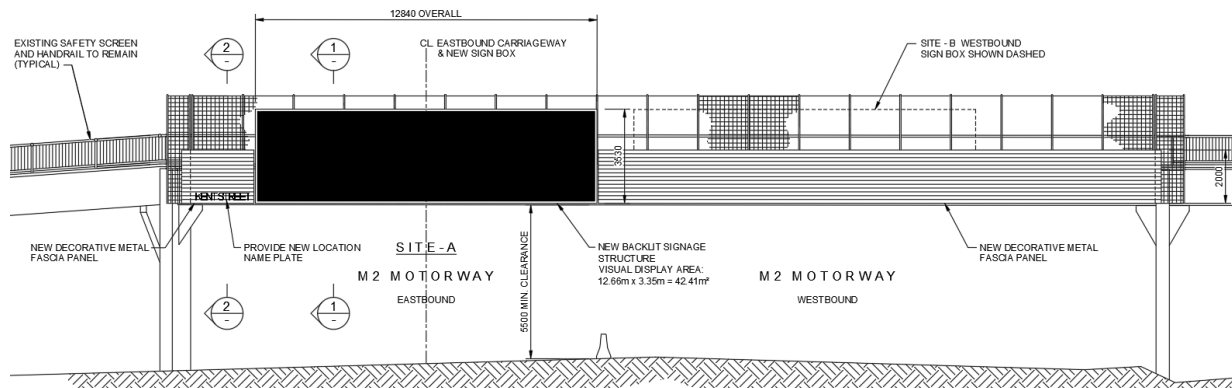 12840 OVERALL
EXISTING SAFETY SCREEN
AND HANDRAIL TO REMAIN
(TYPICAL)
2
-
1
-
CL EASTBOUND CARRIAGEWAY
& NEW SIGN BOX
SITE - B WESTBOUND
SIGN BOX SHOWN DASHED
3530
2000
KENT STREET
NEW DECORATIVE METAL
FASCIA PANEL
PROVIDE NEW LOCATION
NAME PLATE
SITE - A
M2 MOTORWAY
EASTBOUND
5500 MIN. CLEARANCE
NEW BACKLIT SIGNAGE
STRUCTURE
VISUAL DISPLAY AREA:
12.66m x 3.35m = 42.41m²
M2 MOTORWAY
WESTBOUND
NEW DECORATIVE METAL
FASCIA PANEL
2
-
1
-